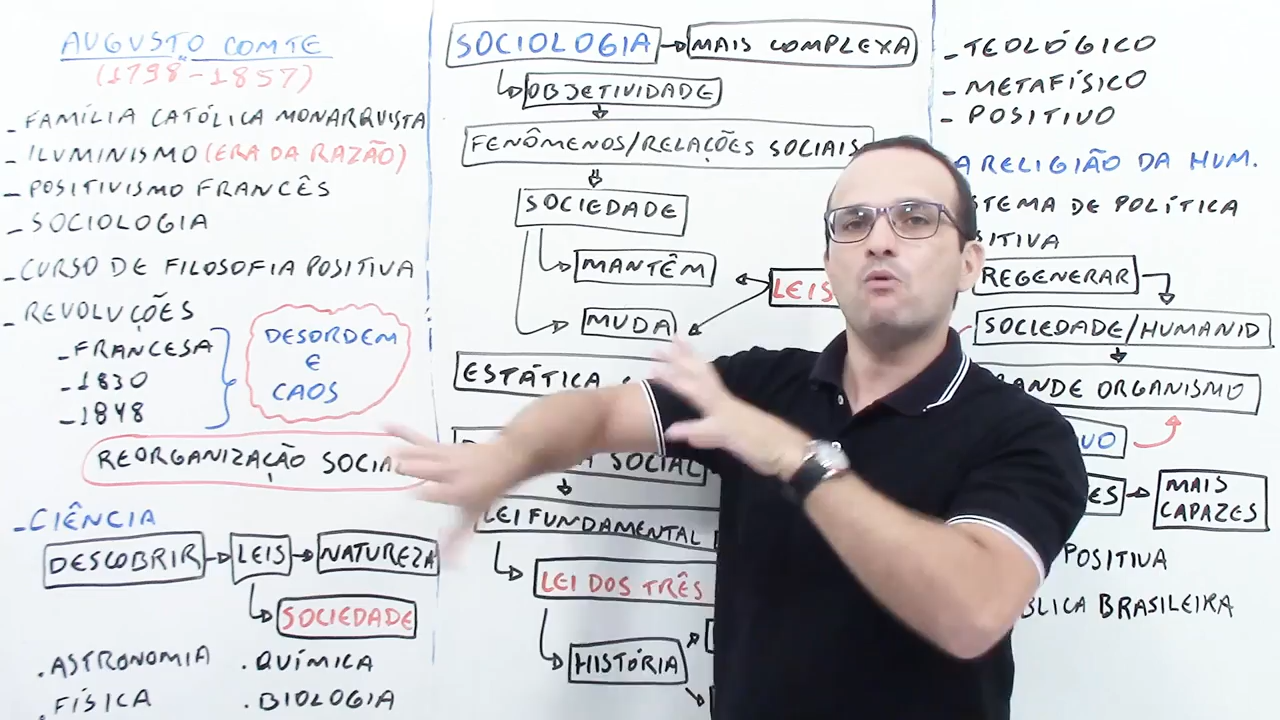 AUGUSTO COMTE
(1798-1857)
- FAMÍLIA CATÓLICA MONARQUISTA
- ILUMINISMO (ERA DA RAZÃO)
- POSITIVISMO FRANCÊS
- SOCIOLOGIA
- CURSO DE FILOSOFIA POSITIVA
- REVOLUÇÕES
- FRANCESA
- 1830
- 1848
DESORDEM
E
CAOS
REORGANIZAÇÃO SOCIA
- CIÊNCIA
DESCOBRIR → LEIS → NATUREZA
SOCIEDADE
. ASTRONOMIA . QUÍMICA
. FÍSICA . BIOLOGIA
SOCIOLOGIA → MAIS COMPLEXA
OBJETIVIDADE
FENÔMENOS/RELAÇÕES SOCIAIS
SOCIEDADE
MANTÊM
LEIS
MUDA
ESTÁTICA
SOCIAL
LEI FUNDAMENTAL
LEI DOS TRÊS
HISTÓRIA
- TEOLÓGICO
- METAFÍSICO
- POSITIVO
A RELIGIÃO DA HUM.
STEMA DE POLÍTICA
SITIVA
REGENERAR
SOCIEDADE/HUMANID
RANDE ORGANISMO
VO
ES → MAIS
CAPAZES
POSITIVA
BLICA BRASILEIRA